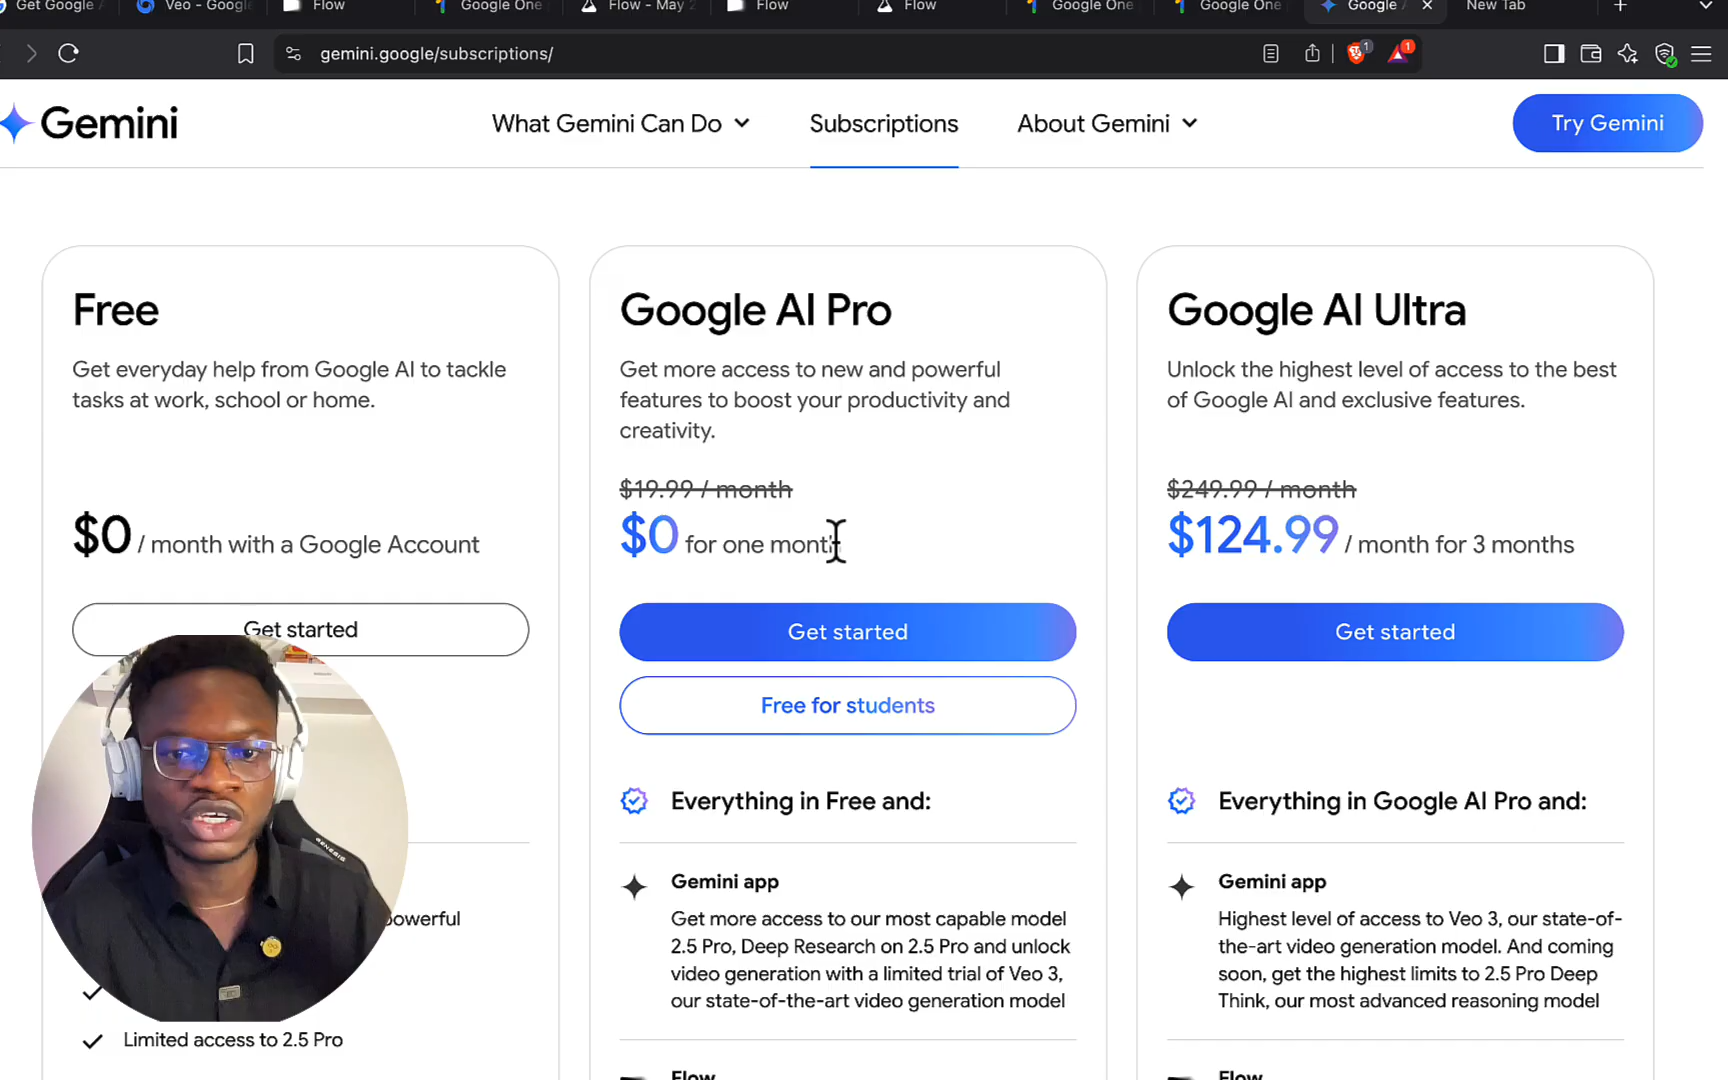 Get Google
Veo - Googl
Flow
Google One
Flow - May 2
Flow
Flow
Google One
Google One
Google
New Tab
gemini.google/subscriptions/
1
1
Gemini
What Gemini Can Do
Subscriptions
About Gemini
Try Gemini
Free
Get everyday help from Google AI to tackle
tasks at work, school or home.
$0 / month with a Google Account
Get started
powerful
Limited access to 2.5 Pro
Google AI Pro
Get more access to new and powerful
features to boost your productivity and
creativity.
$19.99 / month
$0 for one month
Get started
Free for students
Everything in Free and:
Gemini app
Get more access to our most capable model
2.5 Pro, Deep Research on 2.5 Pro and unlock
video generation with a limited trial of Veo 3,
our state-of-the-art video generation model
Flow
Google AI Ultra
Unlock the highest level of access to the best
of Google AI and exclusive features.
$249.99 / month
$124.99 / month for 3 months
Get started
Everything in Google AI Pro and:
Gemini app
Highest level of access to Veo 3, our state-of-
the-art video generation model. And coming
soon, get the highest limits to 2.5 Pro Deep
Think, our most advanced reasoning model
Flow
GENESIS